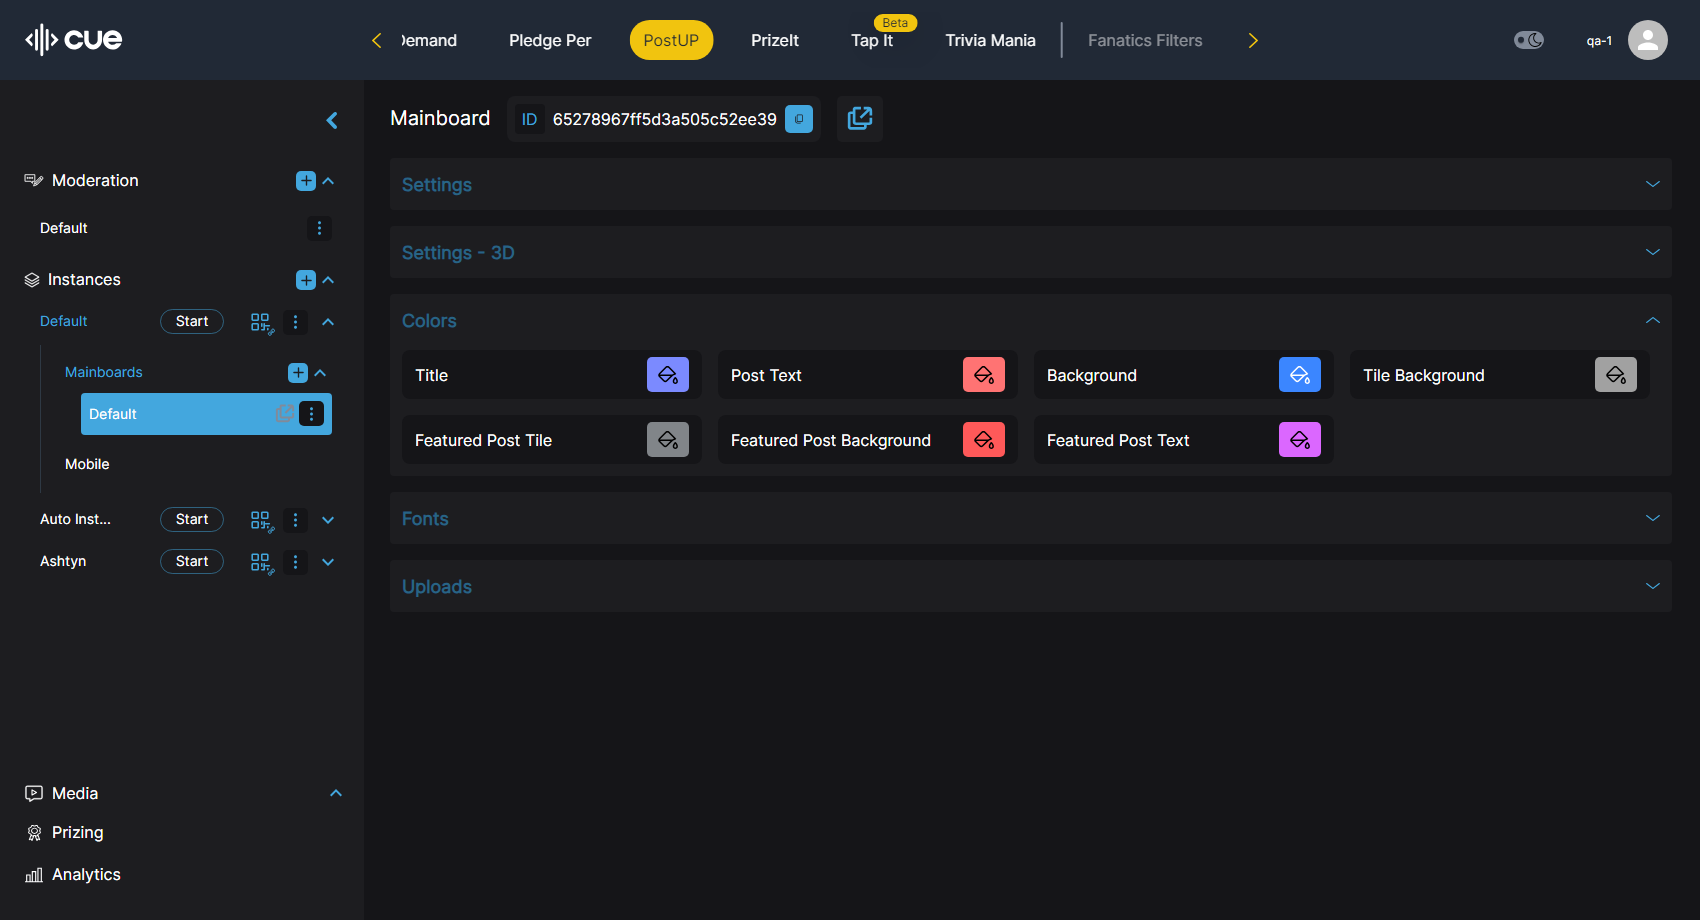 cue
Demand
Pledge Per
PostUP
PrizeIt
Beta
Tap It
Trivia Mania
Fanatics Filters
qa-1
Moderation
Default
Instances
Default
Start
Mainboards
Default
Mobile
Auto Inst...
Start
Ashtyn
Start
Media
Prizing
Analytics
Mainboard
ID 65278967ff5d3a505c52ee39
Settings
Settings - 3D
Colors
Title
Post Text
Background
Tile Background
Featured Post Tile
Featured Post Background
Featured Post Text
Fonts
Uploads